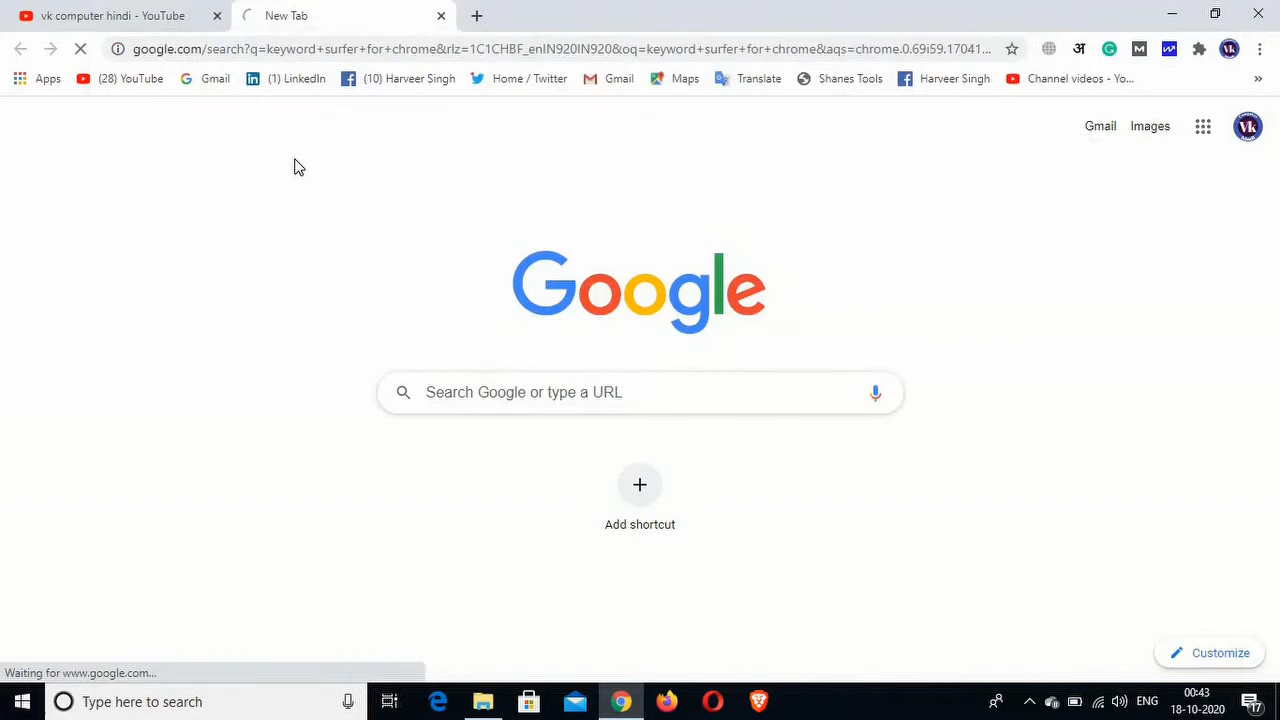 vk computer hindi - YouTube
New Tab
google.com/search?q=keyword+surfer+for+chrome&rlz=1C1CHBF_enIN920IN920&oq=keyword+surfer+for+chrome&aqs=chrome.0.69i59.17041...
अ
Apps
(28) YouTube
Gmail
(1) LinkedIn
(10) Harveer Singh
Home / Twitter
Gmail
Maps
Translate
Shanes Tools
Harveer Singh
Channel videos - Yo...
Gmail
Images
Vk
Google
Search Google or type a URL
Add shortcut
Customize
Waiting for www.google.com...
Type here to search
ENG
00:43
18-10-2020
17